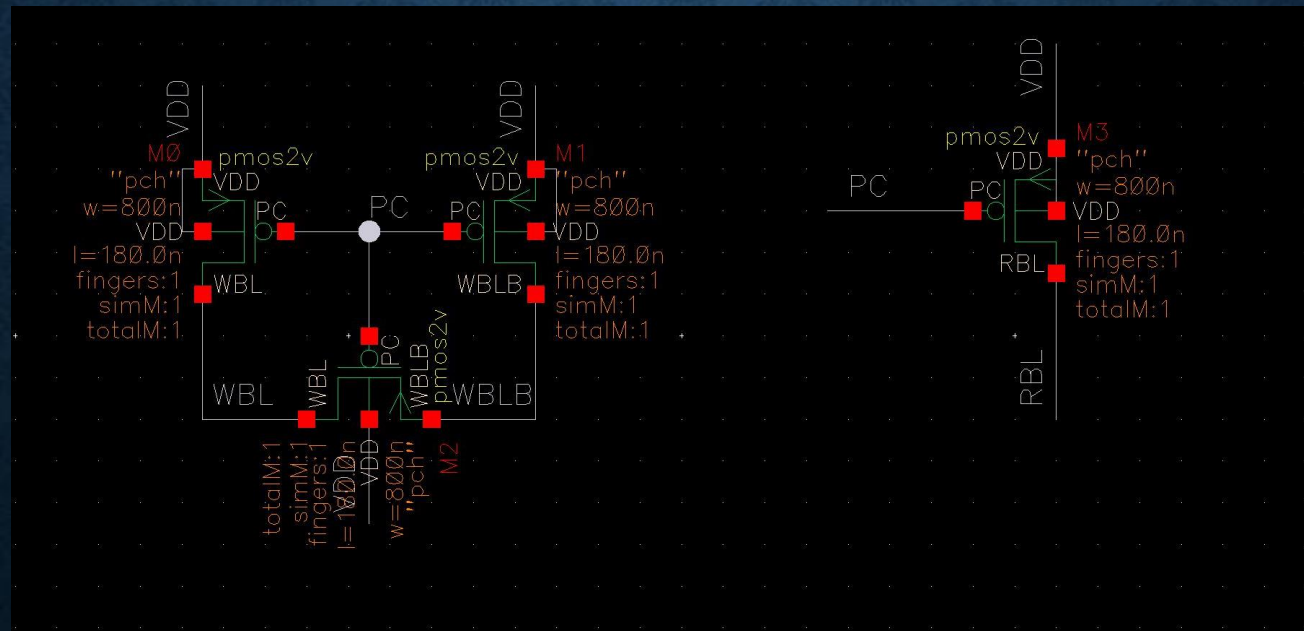 VDD
M0
pmos2v
VDD
"pch"
w=800n
PC
VDD
l=180.0n
WBL
fingers:1
simM:1
totalM:1
WBL
PC
VDD
pmos2v
M1
VDD
"pch"
PC
w=800n
VDD
l=180.0n
WBLB
fingers:1
simM:1
totalM:1
WBLB
PC
WBL
WBLB
pmos2v
totalM:1
simM:1
fingers:1
l=180.0n
VDD
VDD
w=800n
"pch"
M2
VDD
pmos2v
M3
VDD
"pch"
PC
PC
w=800n
VDD
l=180.0n
RBL
fingers:1
simM:1
totalM:1
RBL